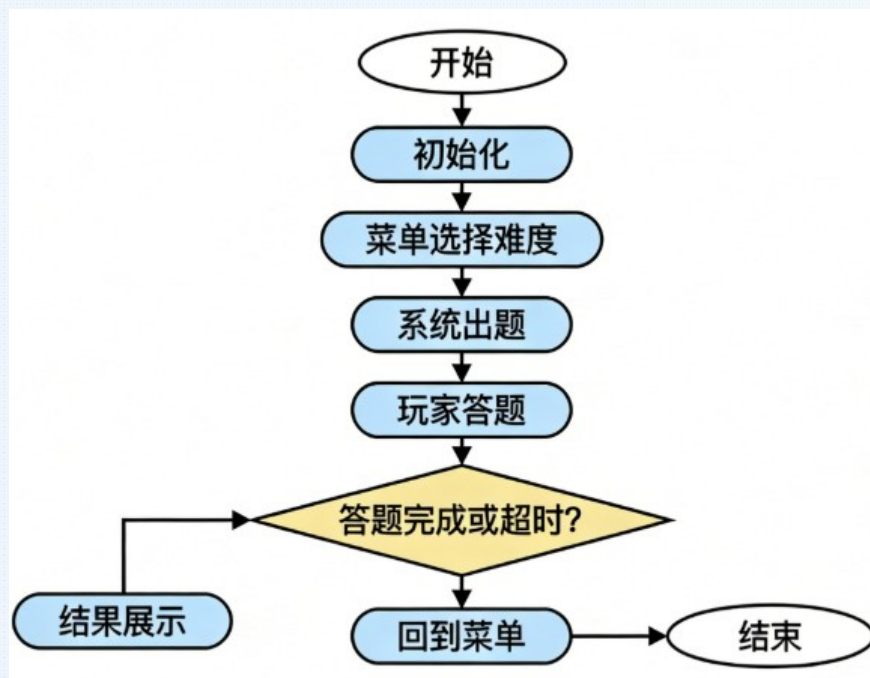 开始
初始化
菜单选择难度
系统出题
玩家答题
答题完成或超时?
结果展示
回到菜单
结束